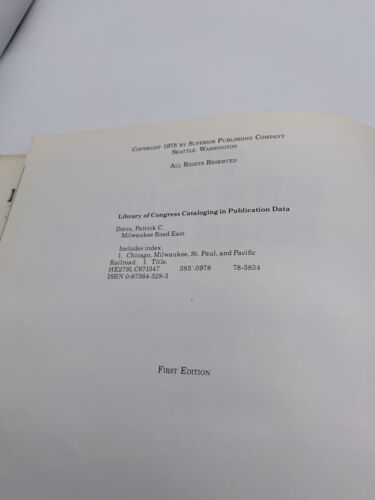 COPYRIGHT 1978 BY SUPERIOR PUBLISHING COMPANY
SEATTLE, WASHINGTON
ALL RIGHTS RESERVED
Library of Congress Cataloging in Publication Data
Dorin, Patrick C.
Milwaukee Road East.
Includes index.
1. Chicago, Milwaukee, St. Paul, and Pacific
Railroad. I. Title.
HE2791.C671347 385'.0978 78-3834
ISBN 0-87564-528-3
FIRST EDITION